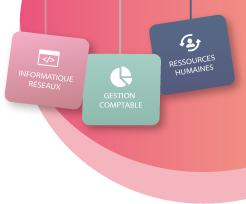 INFORMATIQUE
RÉSEAUX
GESTION
COMPTABLE
RESSOURCES
HUMAINES